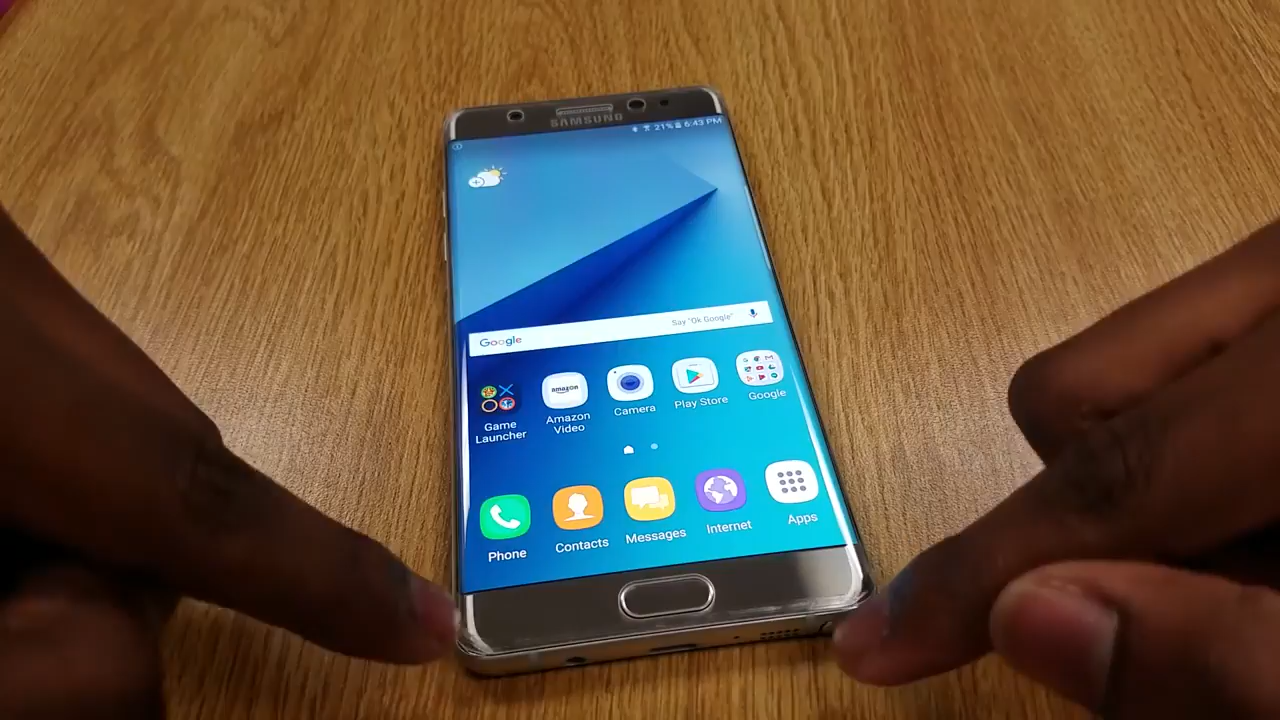 SAMSUNG
21% 6:43 PM
Google Say "Ok Google"
Game Launcher
amazon
Amazon Video
Camera
Play Store
Google
Phone
Contacts
Messages
Internet
Apps